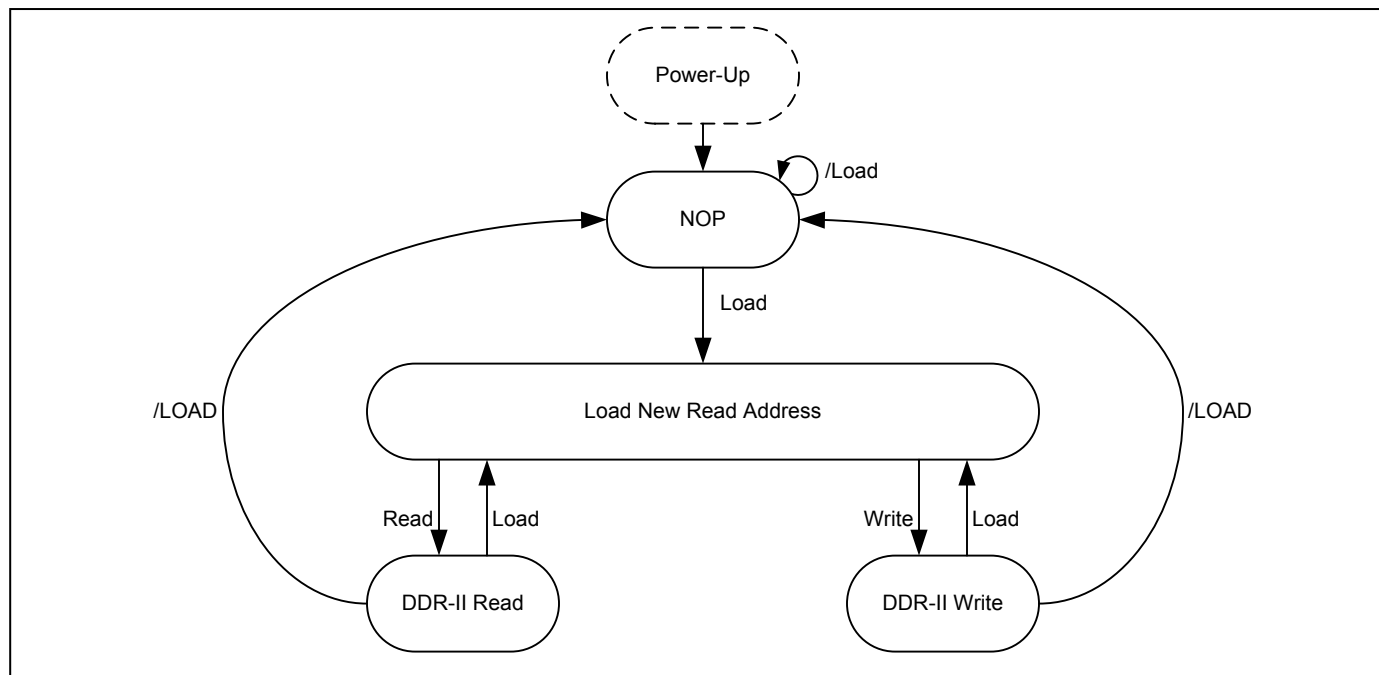 Power-Up
/Load
NOP
Load
Load New Read Address
/LOAD
/LOAD
Read
Load
Write
Load
DDR-II Read
DDR-II Write